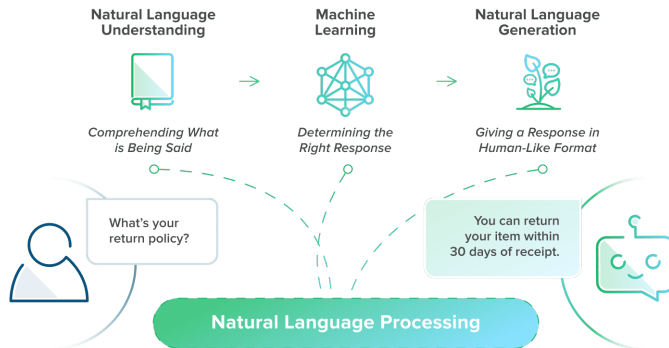 Natural Language
Understanding
Machine
Learning
Natural Language
Generation
Comprehending What
is Being Said
Determining the
Right Response
Giving a Response in
Human-Like Format
What's your
return policy?
You can return
your item within
30 days of receipt.
Natural Language Processing